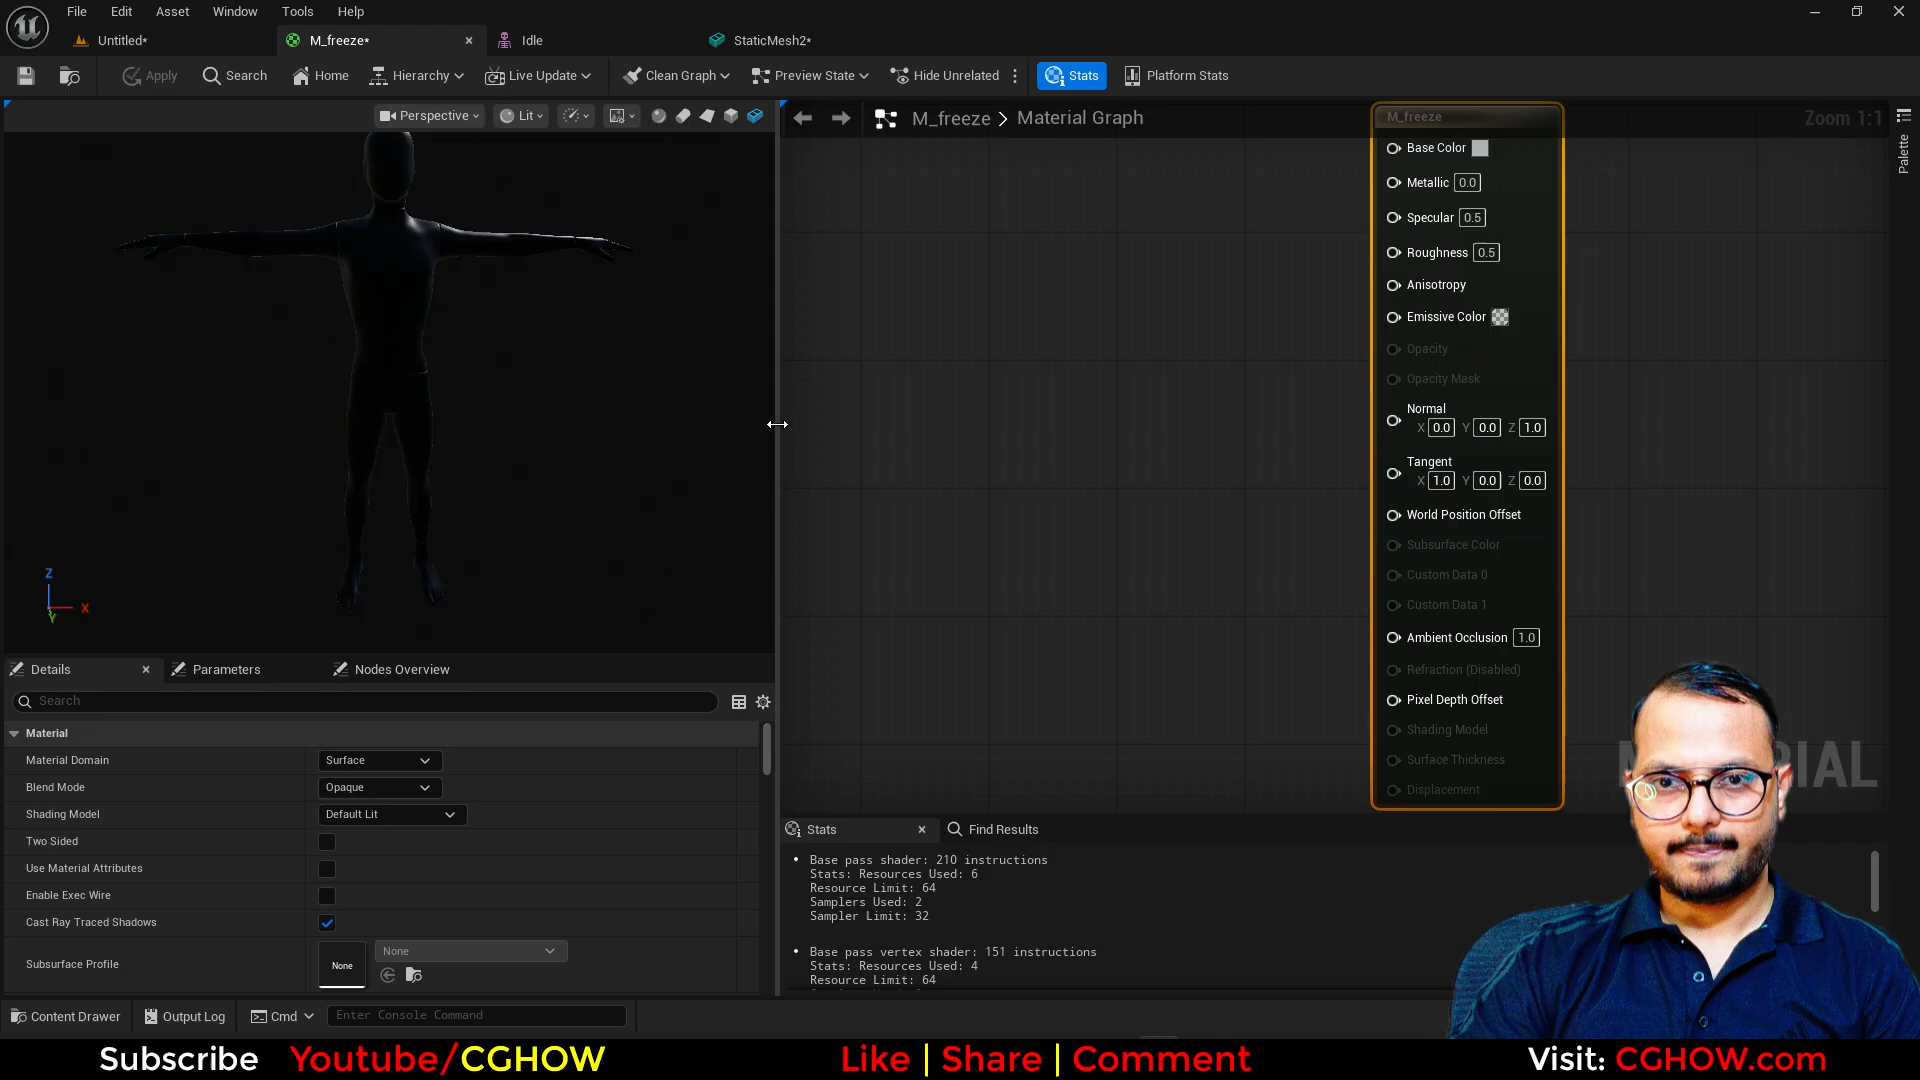 File Edit Asset Window Tools Help
Untitled* M_freeze* Idle StaticMesh2*
Apply Search Home Hierarchy Live Update Clean Graph Preview State Hide Unrelated Stats Platform Stats
Perspective Lit
M_freeze > Material Graph
Zoom 1:1
Palette
M_freeze
Base Color
Metallic 0.0
Specular 0.5
Roughness 0.5
Anisotropy
Emissive Color
Opacity
Opacity Mask
Normal
X 0.0 Y 0.0 Z 1.0
Tangent
X 1.0 Y 0.0 Z 0.0
World Position Offset
Subsurface Color
Custom Data 0
Custom Data 1
Ambient Occlusion 1.0
Refraction (Disabled)
Pixel Depth Offset
Shading Model
Surface Thickness
Displacement
Z
X
Y
Details Parameters Nodes Overview
Search
Material
Material Domain Surface
Blend Mode Opaque
Shading Model Default Lit
Two Sided
Use Material Attributes
Enable Exec Wire
Cast Ray Traced Shadows
Subsurface Profile None None
Stats Find Results
• Base pass shader: 210 instructions
Stats: Resources Used: 6
Resource Limit: 64
Samplers Used: 2
Sampler Limit: 32
• Base pass vertex shader: 151 instructions
Stats: Resources Used: 4
Resource Limit: 64
Content Drawer Output Log Cmd Enter Console Command
Subscribe Youtube/CGHOW Like | Share | Comment Visit: CGHOW.com